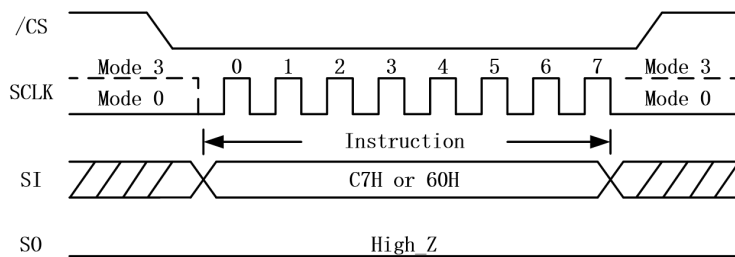 /CS
Mode 3 0 1 2 3 4 5 6 7 Mode 3
SCLK
Mode 0 Mode 0
Instruction
SI C7H or 60H
SO High_Z